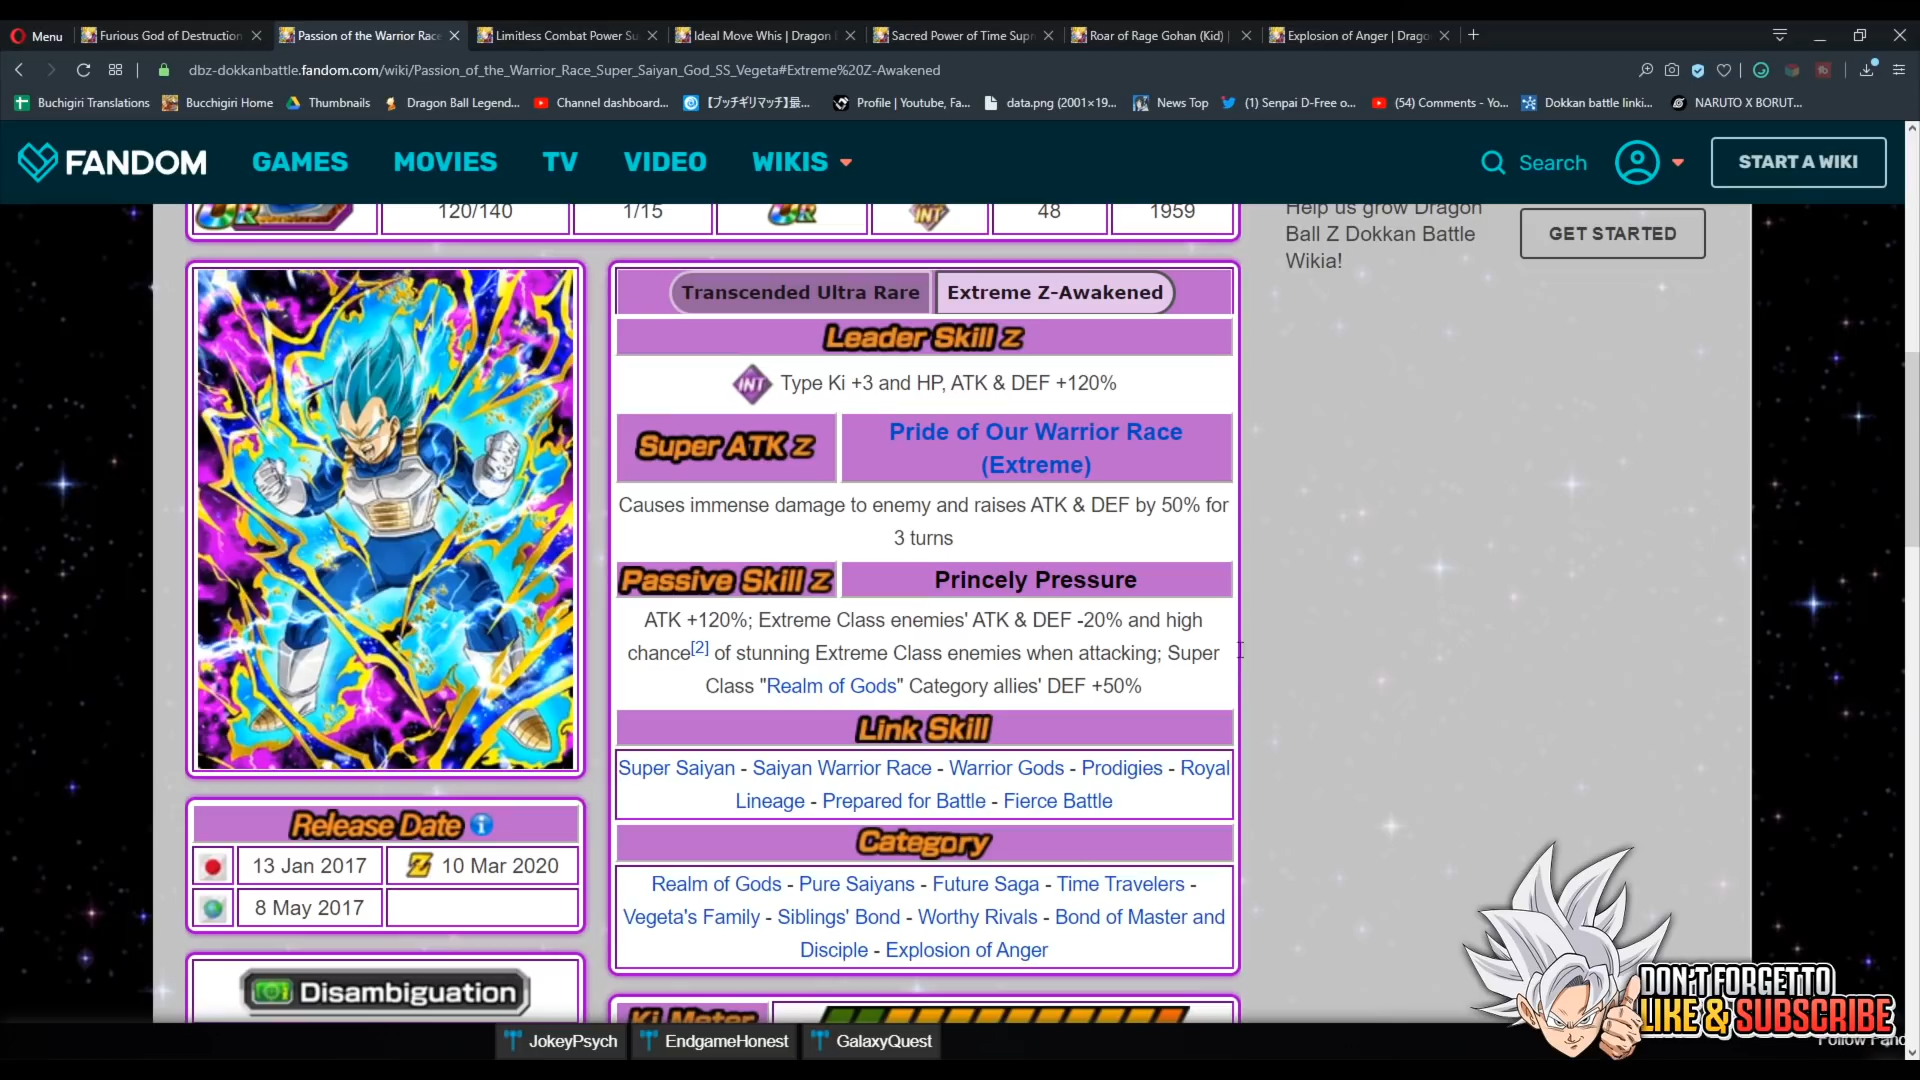 Menu
Furious God of Destruction
Passion of the Warrior Race
Limitless Combat Power Su
Ideal Move Whis | Dragon
Sacred Power of Time Supr
Roar of Rage Gohan (Kid) |
Explosion of Anger | Drago
dbz-dokkanbattle.fandom.com/wiki/Passion_of_the_Warrior_Race_Super_Saiyan_God_SS_Vegeta#Extreme%20Z-Awakened
Buchigiri Translations
Bucchigiri Home
Thumbnails
Dragon Ball Legend...
Channel dashboard...
【ブッチギリマッチ】最...
Profile | Youtube, Fa...
data.png (2001×19...
News Top
(1) Senpai D-Free o...
(54) Comments - Yo...
Dokkan battle linki...
NARUTO X BORUT...
FANDOM
GAMES MOVIES TV VIDEO WIKIS
Search
START A WIKI
UR 120/140 1/15 UR INT 48 1959
Help us grow Dragon
Ball Z Dokkan Battle
Wikia!
GET STARTED
Transcended Ultra Rare Extreme Z-Awakened
Leader Skill Z
INT Type Ki +3 and HP, ATK & DEF +120%
Super ATK Z
Pride of Our Warrior Race
(Extreme)
Causes immense damage to enemy and raises ATK & DEF by 50% for
3 turns
Passive Skill Z Princely Pressure
ATK +120%; Extreme Class enemies' ATK & DEF -20% and high
chance[2] of stunning Extreme Class enemies when attacking; Super
Class "Realm of Gods" Category allies' DEF +50%
Link Skill
Super Saiyan - Saiyan Warrior Race - Warrior Gods - Prodigies - Royal
Lineage - Prepared for Battle - Fierce Battle
Category
Realm of Gods - Pure Saiyans - Future Saga - Time Travelers -
Vegeta's Family - Siblings' Bond - Worthy Rivals - Bond of Master and
Disciple - Explosion of Anger
Ki Meter
Release Date
13 Jan 2017 Z 10 Mar 2020
8 May 2017
Disambiguation
DON'T FORGET TO
LIKE & SUBSCRIBE
JokeyPsych
EndgameHonest
GalaxyQuest